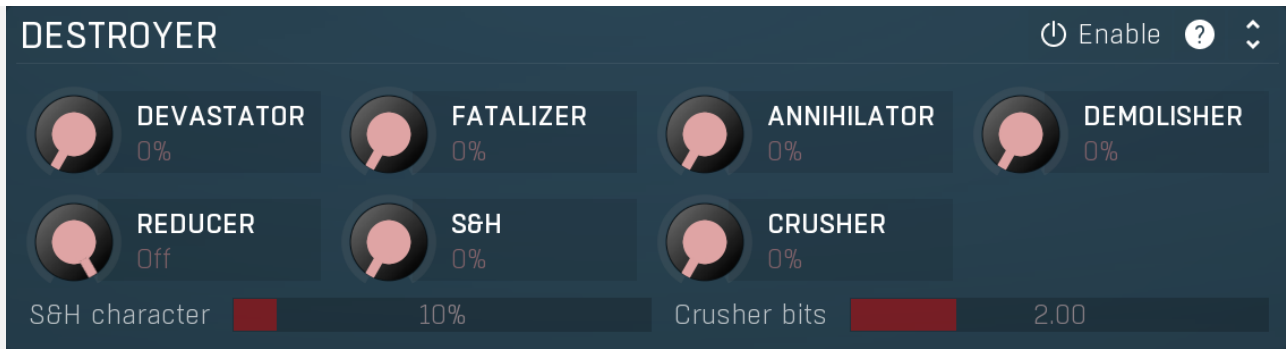 DESTROYER Enable ?
DEVASTATOR FATALIZER ANNIHILATOR DEMOLISHER
0% 0% 0% 0%
REDUCER S&H CRUSHER
Off 0% 0%
S&H character 10% Crusher bits 2.00